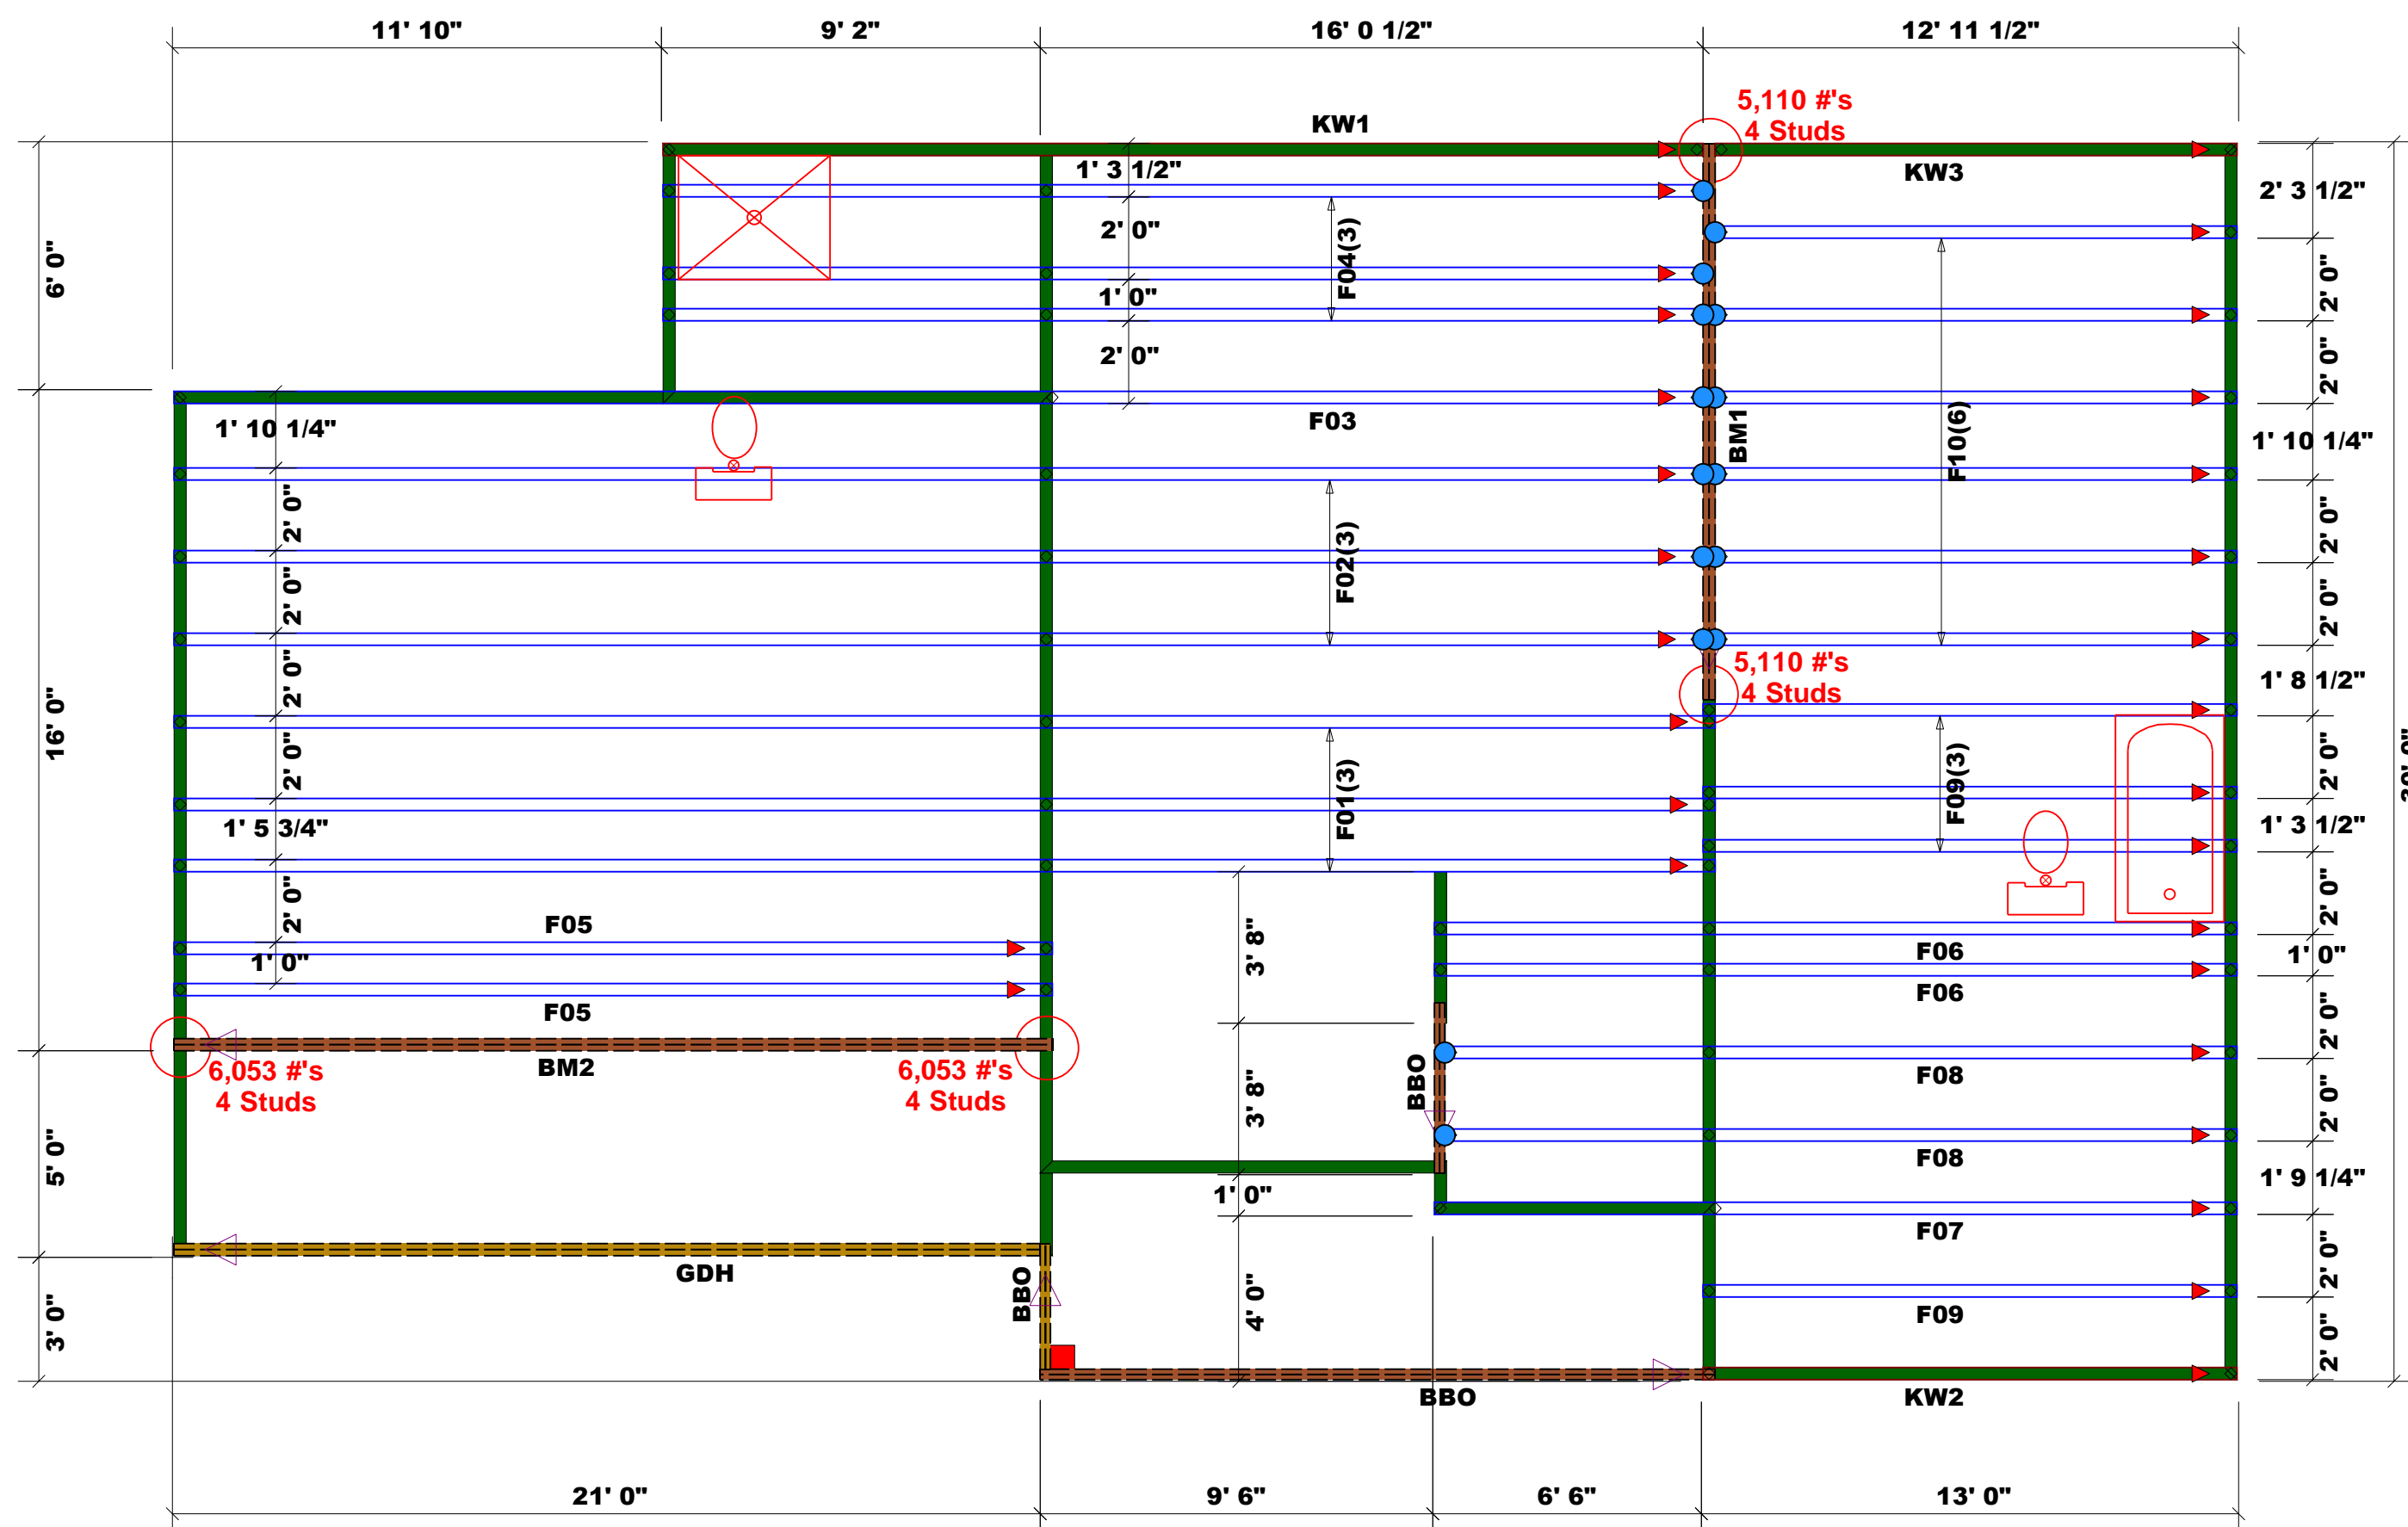 11' 10"
9' 2"
16' 0 1/2"
12' 11 1/2"
5,110 #'s
4 Studs
KW1
KW3
1' 3 1/2"
2' 0"
1' 0"
2' 0"
F04(3)
2' 3 1/2"
2' 0"
2' 0"
1' 10 1/4"
2' 0"
2' 0"
1' 8 1/2"
2' 0"
1' 3 1/2"
2' 0"
1' 0"
2' 0"
2' 0"
1' 9 1/4"
2' 0"
2' 0"
6' 0"
16' 0"
5' 0"
3' 0"
1' 10 1/4"
2' 0"
2' 0"
2' 0"
2' 0"
1' 5 3/4"
2' 0"
1' 0"
F03
BM1
F10(6)
F02(3)
5,110 #'s
4 Studs
F01(3)
F09(3)
F05
F05
F06
F06
3' 8"
3' 8"
1' 0"
4' 0"
BM2
6,053 #'s
4 Studs
6,053 #'s
4 Studs
BBO
F08
F08
F07
F09
GDH
BBO
BBO
KW2
21' 0"
9' 6"
6' 6"
13' 0"